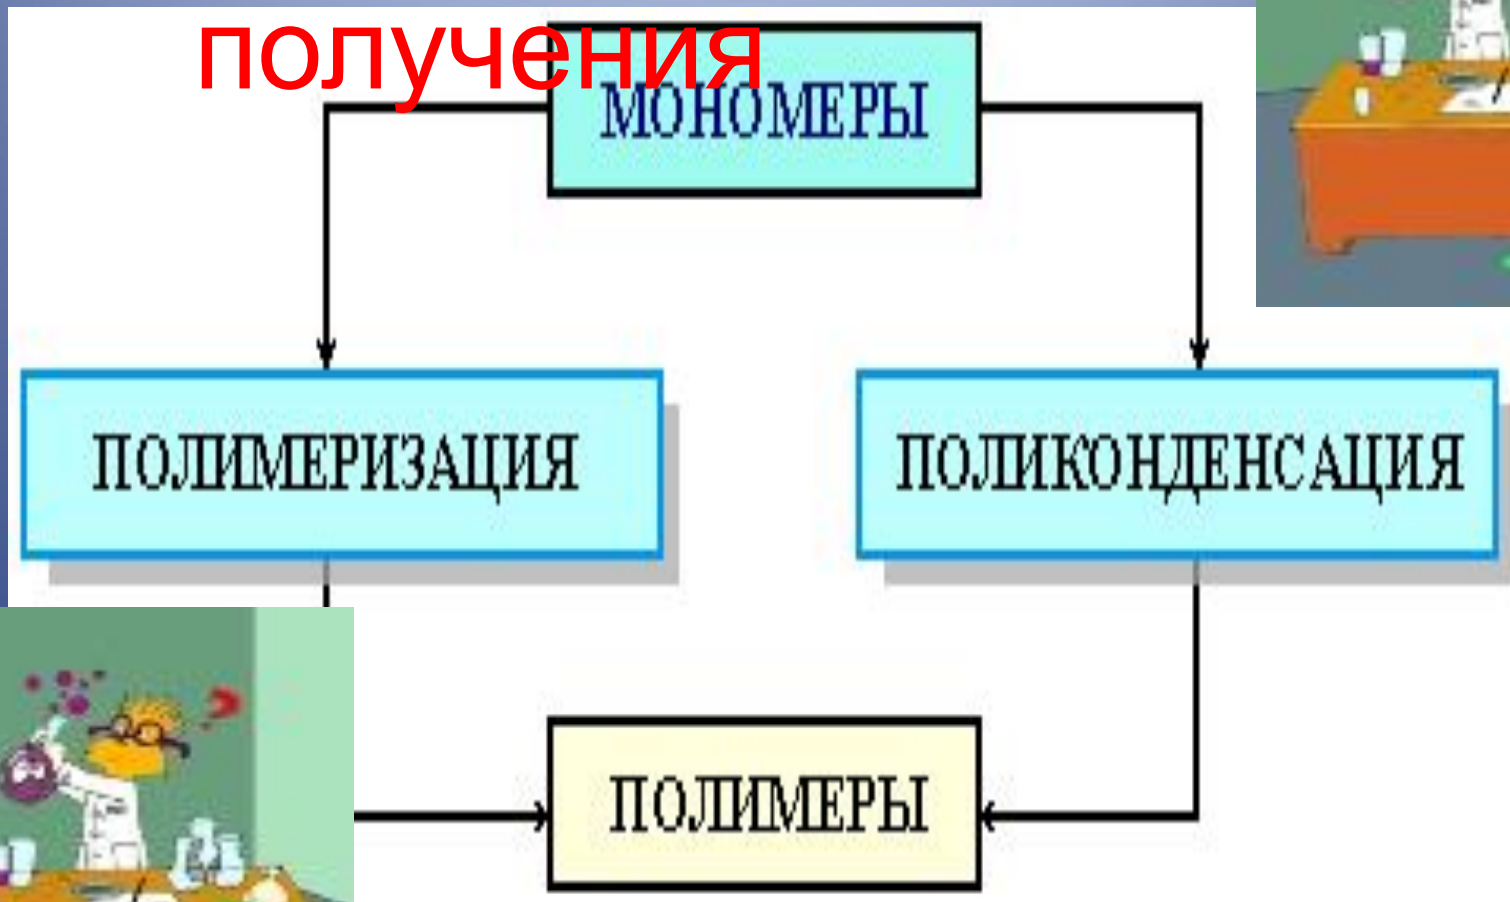 получения
МОНОМЕРЫ
ПОЛИМЕРИЗАЦИЯ
ПОЛИКОНДЕНСАЦИЯ
ПОЛИМЕРЫ